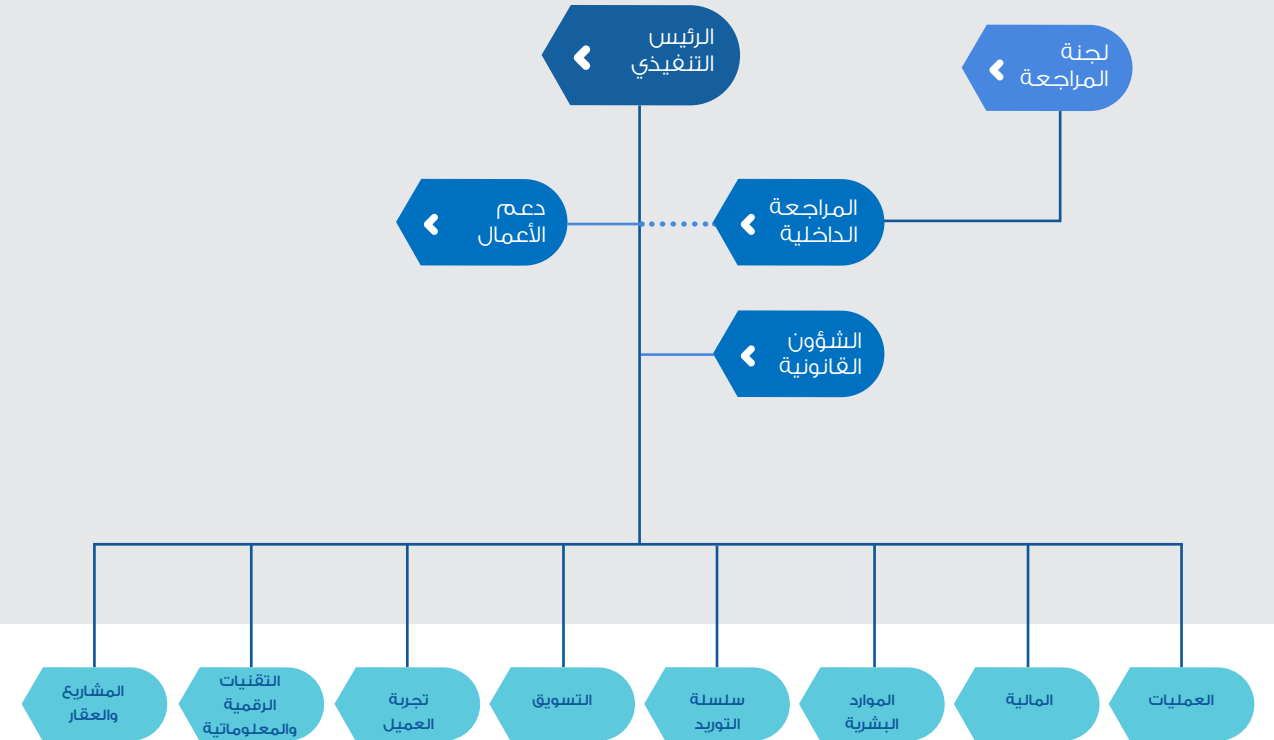 الرئيس
التنفيذي
لجنة
المراجعة
المراجعة
الداخلية
دعم
الأعمال
الشؤون
القانونية
العمليات
المالية
الموارد
البشرية
سلسلة
التوريد
التسويق
تجربة
العميل
التقنيات
الرقمية
والمعلوماتية
المشاريع
والعقار